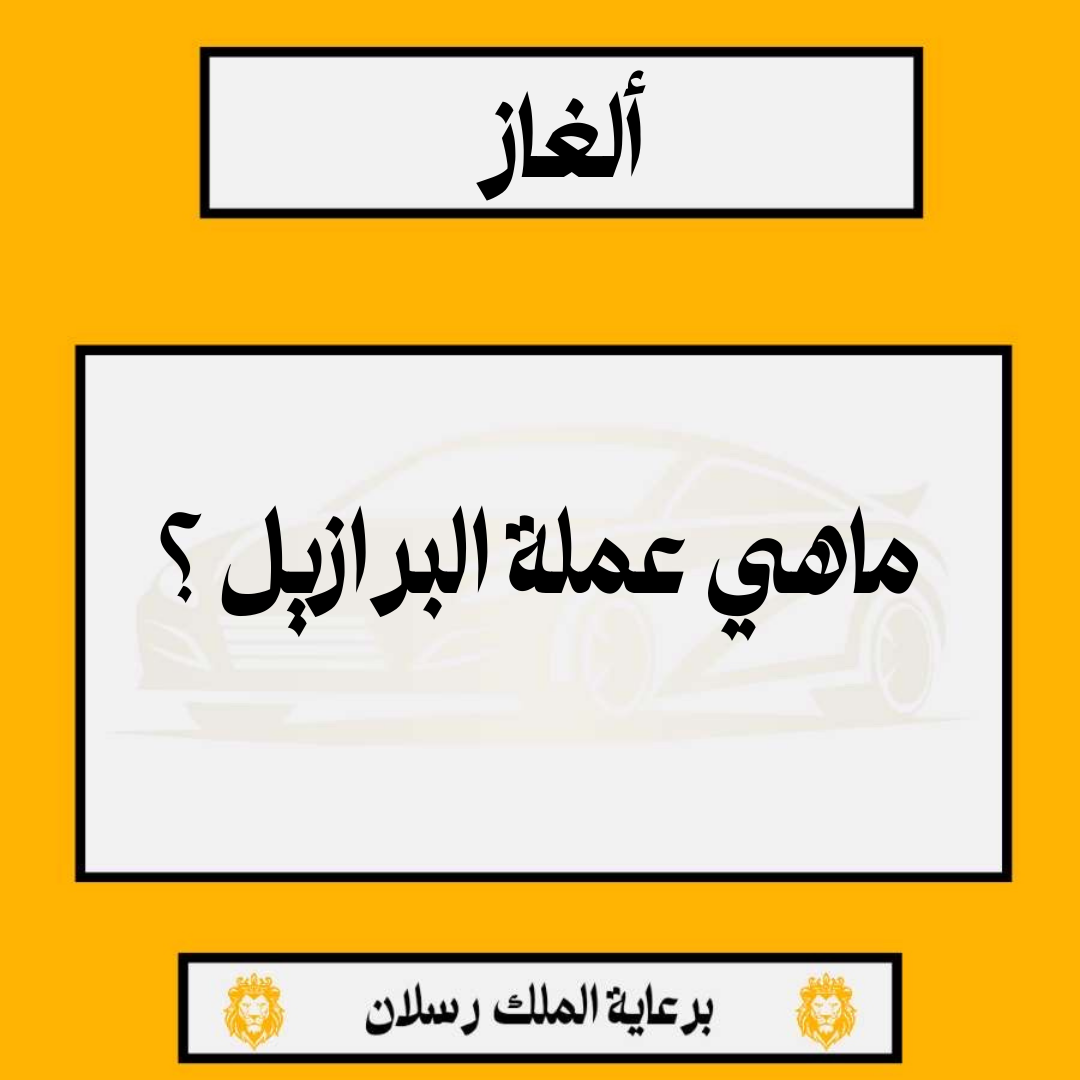 ألغاز
ماهي عملة البرازيل ؟
برعاية الملك رسلان